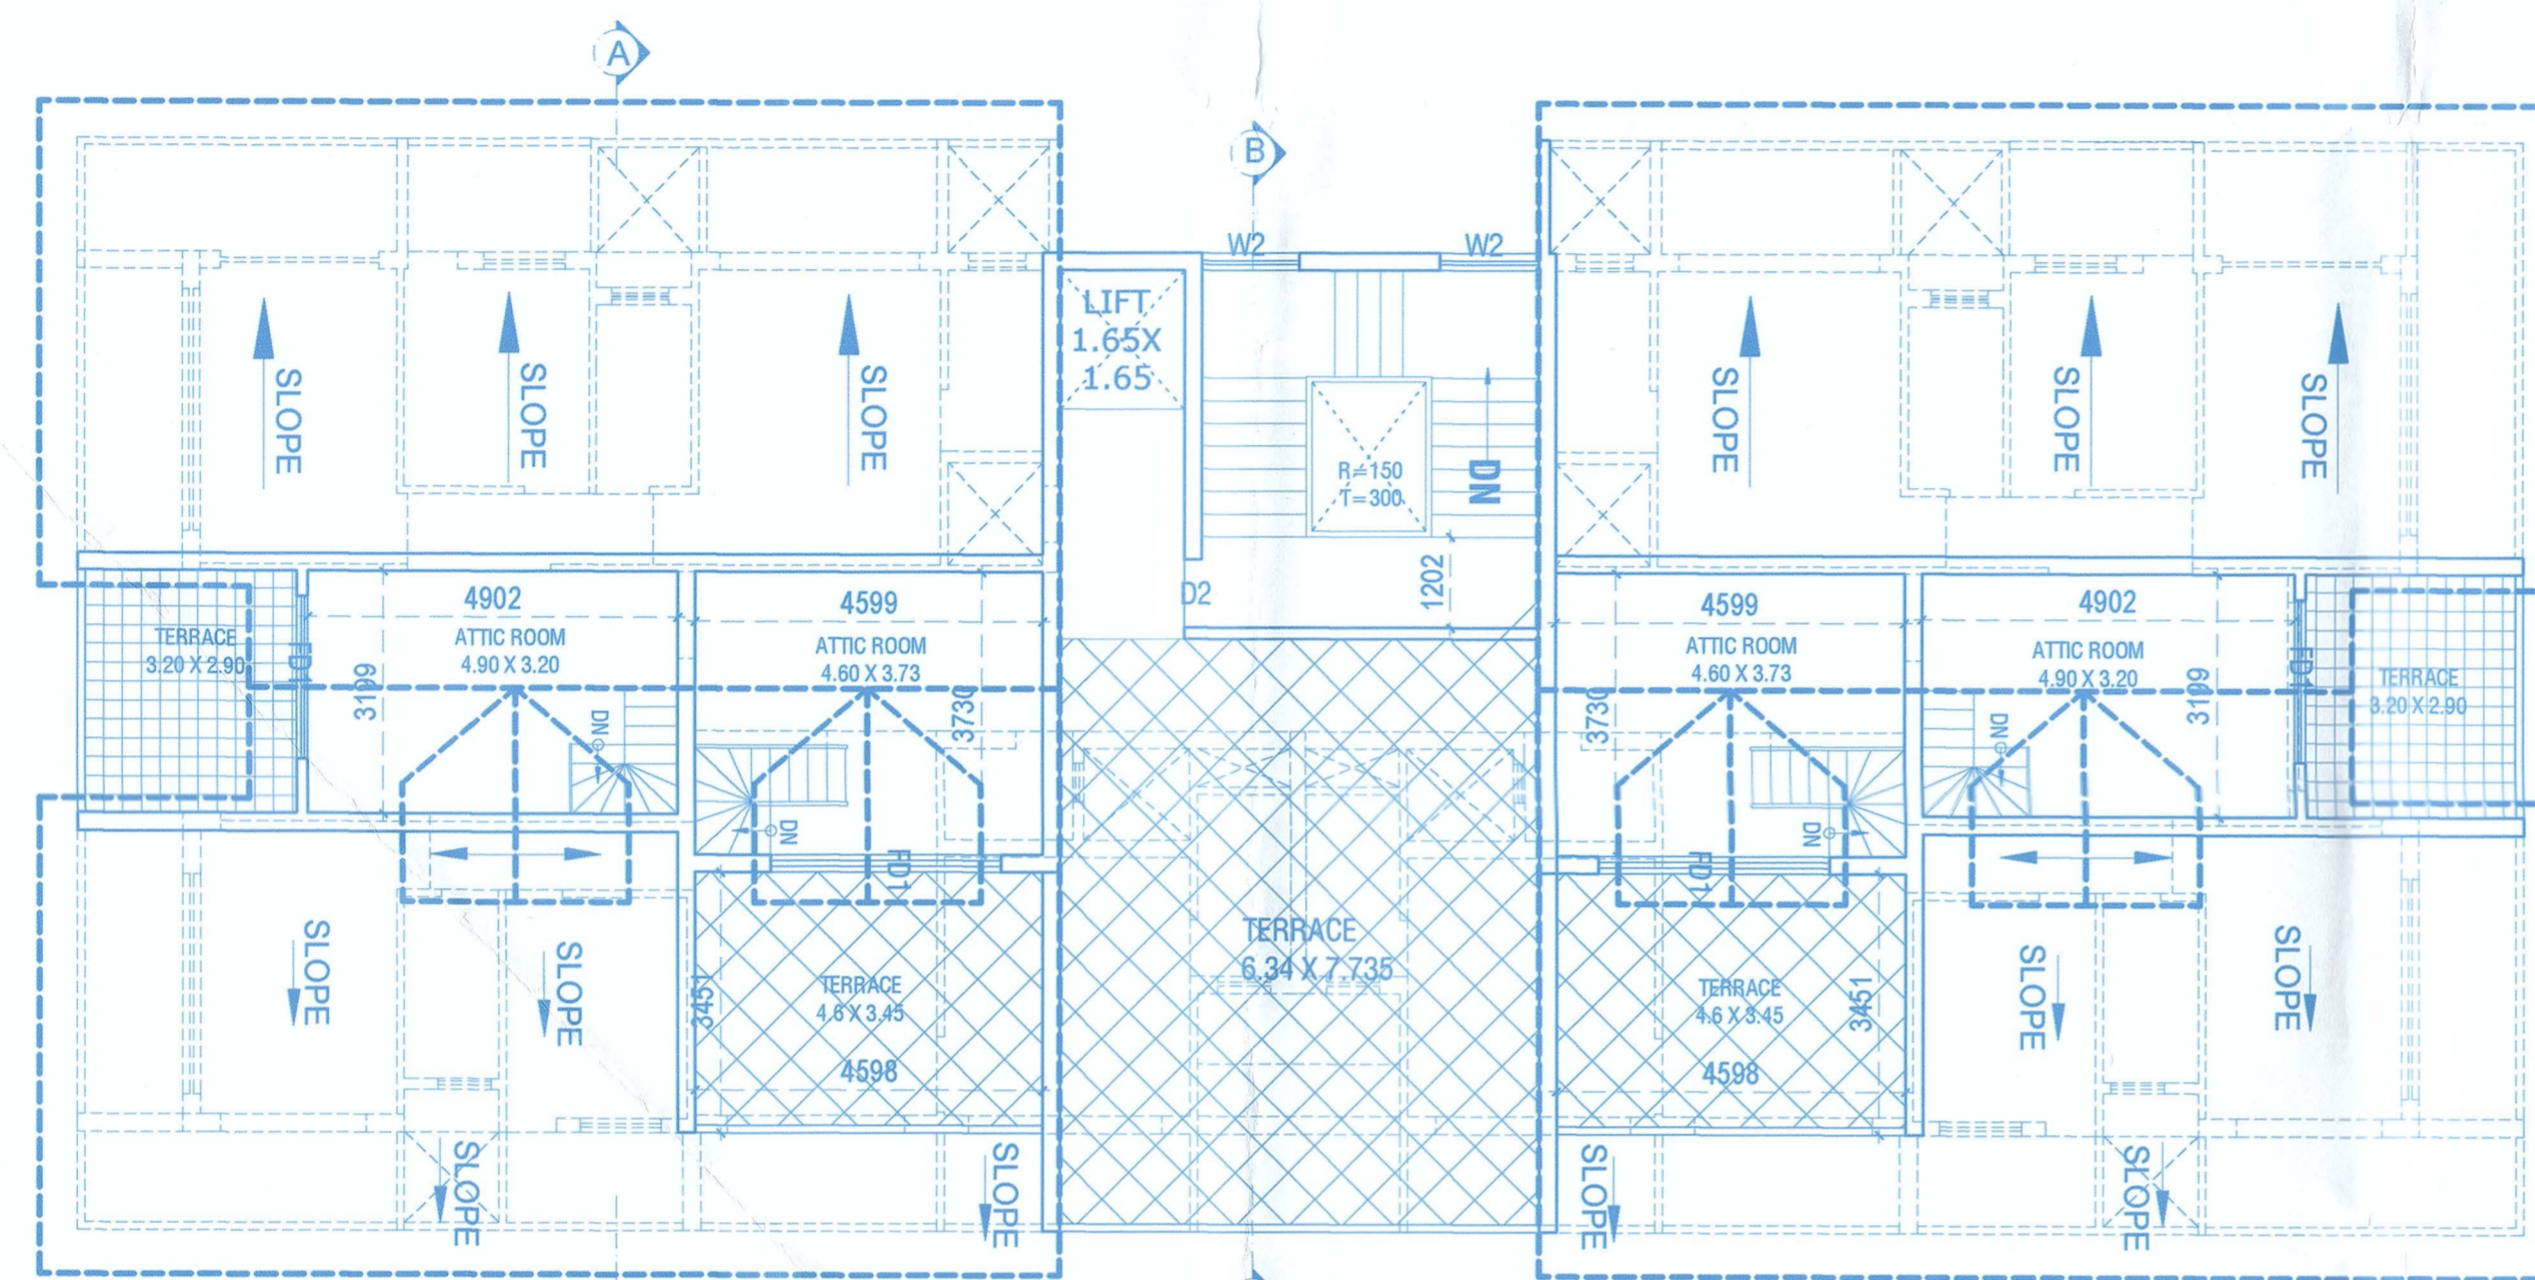 A
B
W2
W2
LIFT
1.65X
1.65
SLOPE
SLOPE
SLOPE
SLOPE
SLOPE
SLOPE
R=150
T=300
DN
1202
D2
4902
4599
4599
4902
TERRACE
3.20 X 2.90
FD1
ATTIC ROOM
4.90 X 3.20
3199
DN
ATTIC ROOM
4.60 X 3.73
3730
DN
FD1
ATTIC ROOM
4.60 X 3.73
3730
DN
FD1
ATTIC ROOM
4.90 X 3.20
3199
DN
FD1
TERRACE
3.20 X 2.90
SLOPE
SLOPE
3451
TERRACE
4.6 X 3.45
4598
TERRACE
6.34 X 7.735
TERRACE
4.6 X 3.45
3451
4598
SLOPE
SLOPE
SLOPE
SLOPE
SLOPE
SLOPE